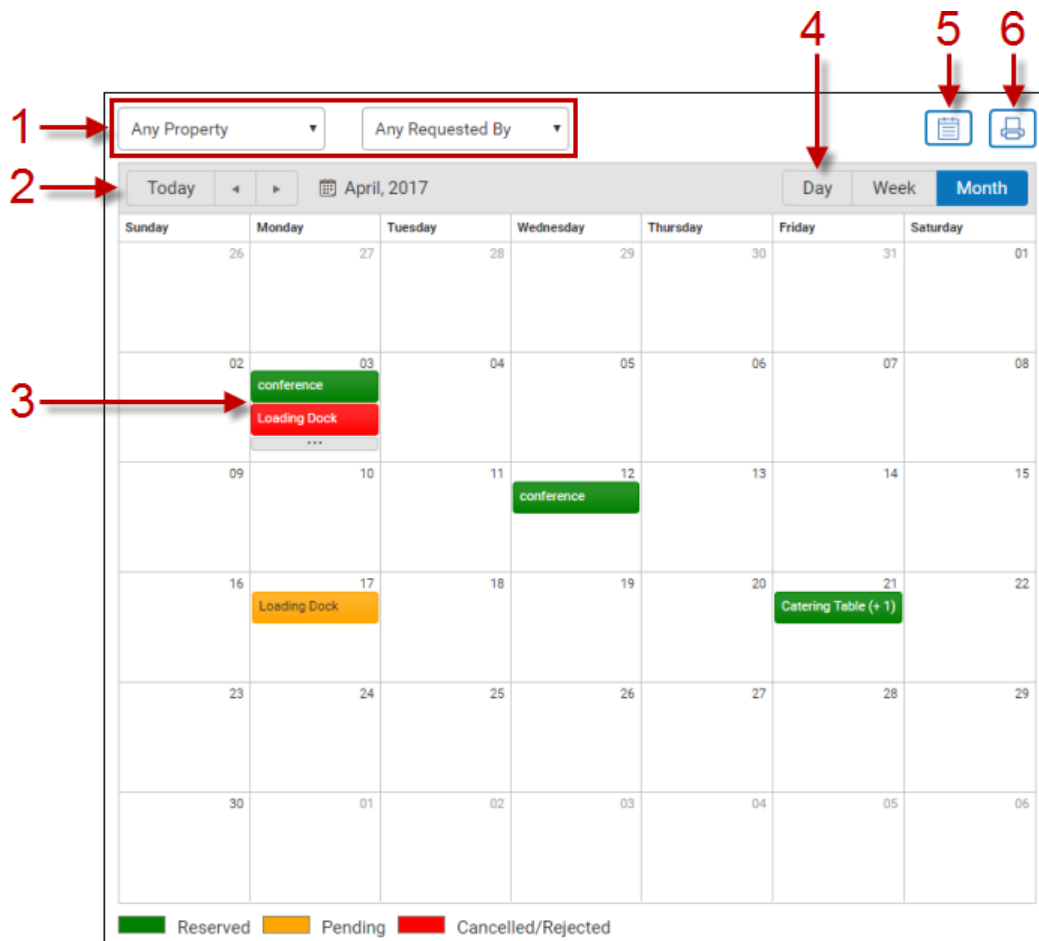 4 5 6
1 Any Property Any Requested By
2 Today April, 2017 Day Week Month
Sunday Monday Tuesday Wednesday Thursday Friday Saturday
26 27 28 29 30 31 01
02 03 04 05 06 07 08
conference
3
Loading Dock
...
09 10 11 12 13 14 15
conference
16 17 18 19 20 21 22
Loading Dock Catering Table (+ 1)
23 24 25 26 27 28 29
30 01 02 03 04 05 06
Reserved Pending Cancelled/Rejected